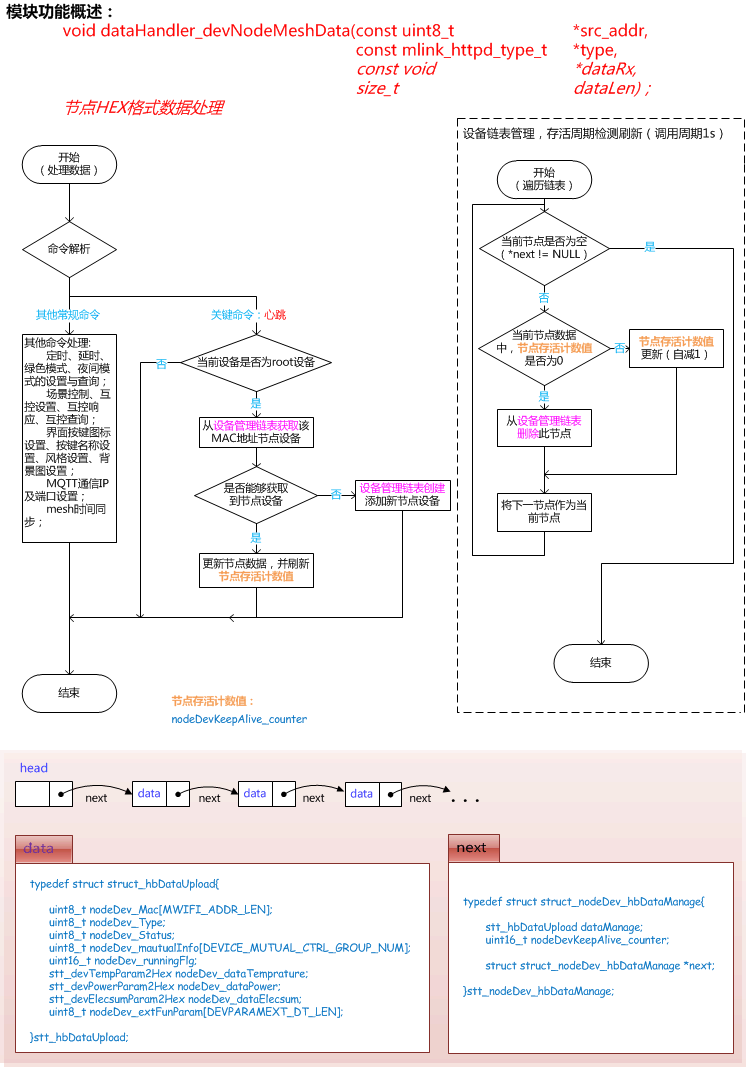 模块功能概述：
void dataHandler_devNodeMeshData(const uint8_t *src_addr,
const mlink_httpd_type_t *type,
const void *dataRx,
size_t dataLen) ;
节点HEX格式数据处理
开始
（处理数据）
命令解析
其他常规命令
关键命令：心跳
其他命令处理:
定时、延时、
绿色模式、夜间模
式的设置与查询；
场景控制、互
控设置、互控响
应、互控查询；
界面按键图标
设置、按键名称设
置、风格设置、背
景图设置；
MQTT通信IP
及端口设置；
mesh时间同
步；
否
当前设备是否为root设备
是
从设备管理链表获取该
MAC地址节点设备
是否能够获取
到节点设备
否
设备管理链表创建
添加新节点设备
是
更新节点数据，并刷新
节点存活计数值
结束
节点存活计数值：
nodeDevKeepAlive_counter
设备链表管理，存活周期检测刷新（调用周期1s）
开始
（遍历链表）
当前节点是否为空
（*next != NULL）
是
否
当前节点数据
中，节点存活计数值
是否为0
否
节点存活计数值
更新（自减1）
是
从设备管理链表
删除此节点
将下一节点作为当
前节点
结束
head
next data next data next data next . . .
data
typedef struct struct_hbDataUpload{
uint8_t nodeDev_Mac[MWIFI_ADDR_LEN];
uint8_t nodeDev_Type;
uint8_t nodeDev_Status;
uint8_t nodeDev_mautualInfo[DEVICE_MUTUAL_CTRL_GROUP_NUM];
uint16_t nodeDev_runningFlg;
stt_devTempParam2Hex nodeDev_dataTemprature;
stt_devPowerParam2Hex nodeDev_dataPower;
stt_devElecsumParam2Hex nodeDev_dataElecsum;
uint8_t nodeDev_extFunParam[DEVPARAMEXT_DT_LEN];
}stt_hbDataUpload;
next
typedef struct struct_nodeDev_hbDataManage{
stt_hbDataUpload dataManage;
uint16_t nodeDevKeepAlive_counter;
struct struct_nodeDev_hbDataManage *next;
}stt_nodeDev_hbDataManage;